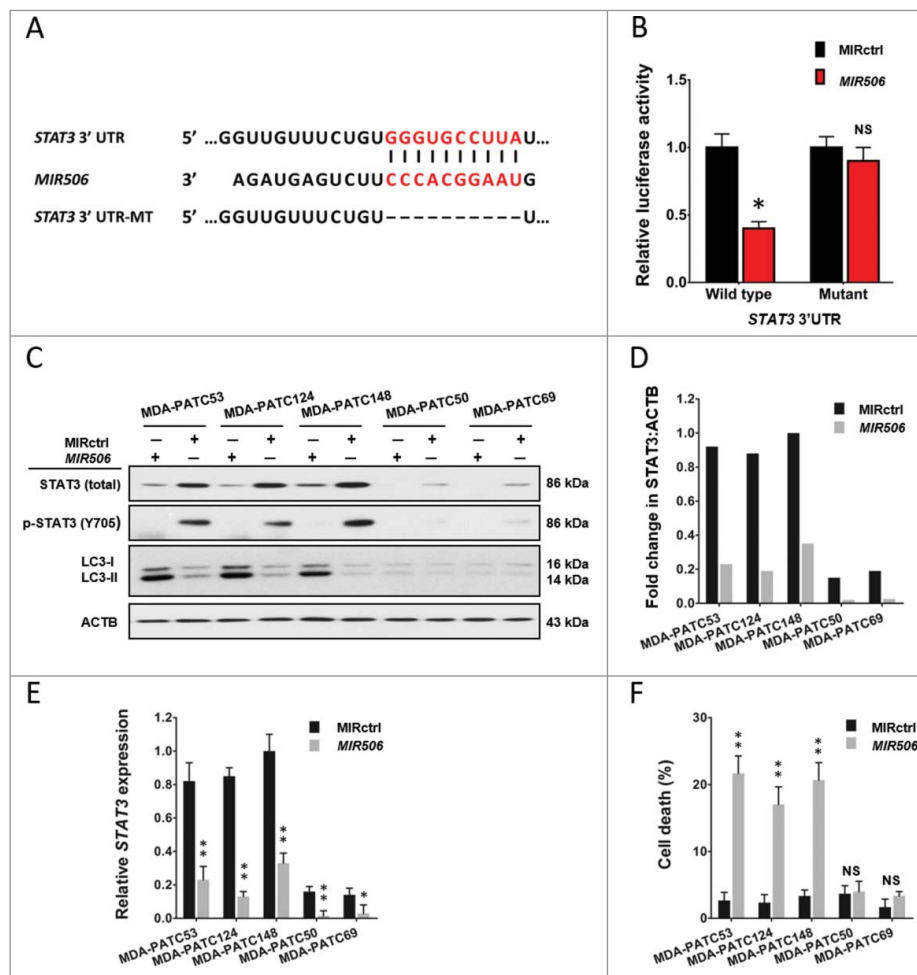 A
STAT3 3' UTR 5' ...GGUUGUUUCUGUGGGUGCCUUAU...
MIR506 3' AGAUGAGUCUUCCCACGGAAUG
STAT3 3' UTR-MT 5' ...GGUUGUUUCUGU----------U...
B
MIRctrl
MIR506
Relative luciferase activity
1.5
1.0
0.5
0.0
*
NS
Wild type Mutant
STAT3 3'UTR
C
MDA-PATC53 MDA-PATC124 MDA-PATC148 MDA-PATC50 MDA-PATC69
MIRctrl − + − + − + − + − +
MIR506 + − + − + − + − + −
STAT3 (total) 86 kDa
p-STAT3 (Y705) 86 kDa
LC3-I 16 kDa
LC3-II 14 kDa
ACTB 43 kDa
D
MIRctrl
MIR506
Fold change in STAT3:ACTB
1.0
0.8
0.6
0.4
0.2
0.0
MDA-PATC53 MDA-PATC124 MDA-PATC148 MDA-PATC50 MDA-PATC69
E
MIRctrl
MIR506
Relative STAT3 expression
1.2
1.0
0.8
0.6
0.4
0.2
0.0
** ** ** ** *
MDA-PATC53 MDA-PATC124 MDA-PATC148 MDA-PATC50 MDA-PATC69
F
MIRctrl
MIR506
Cell death (%)
30
20
10
0
** ** ** NS NS
MDA-PATC53 MDA-PATC124 MDA-PATC148 MDA-PATC50 MDA-PATC69